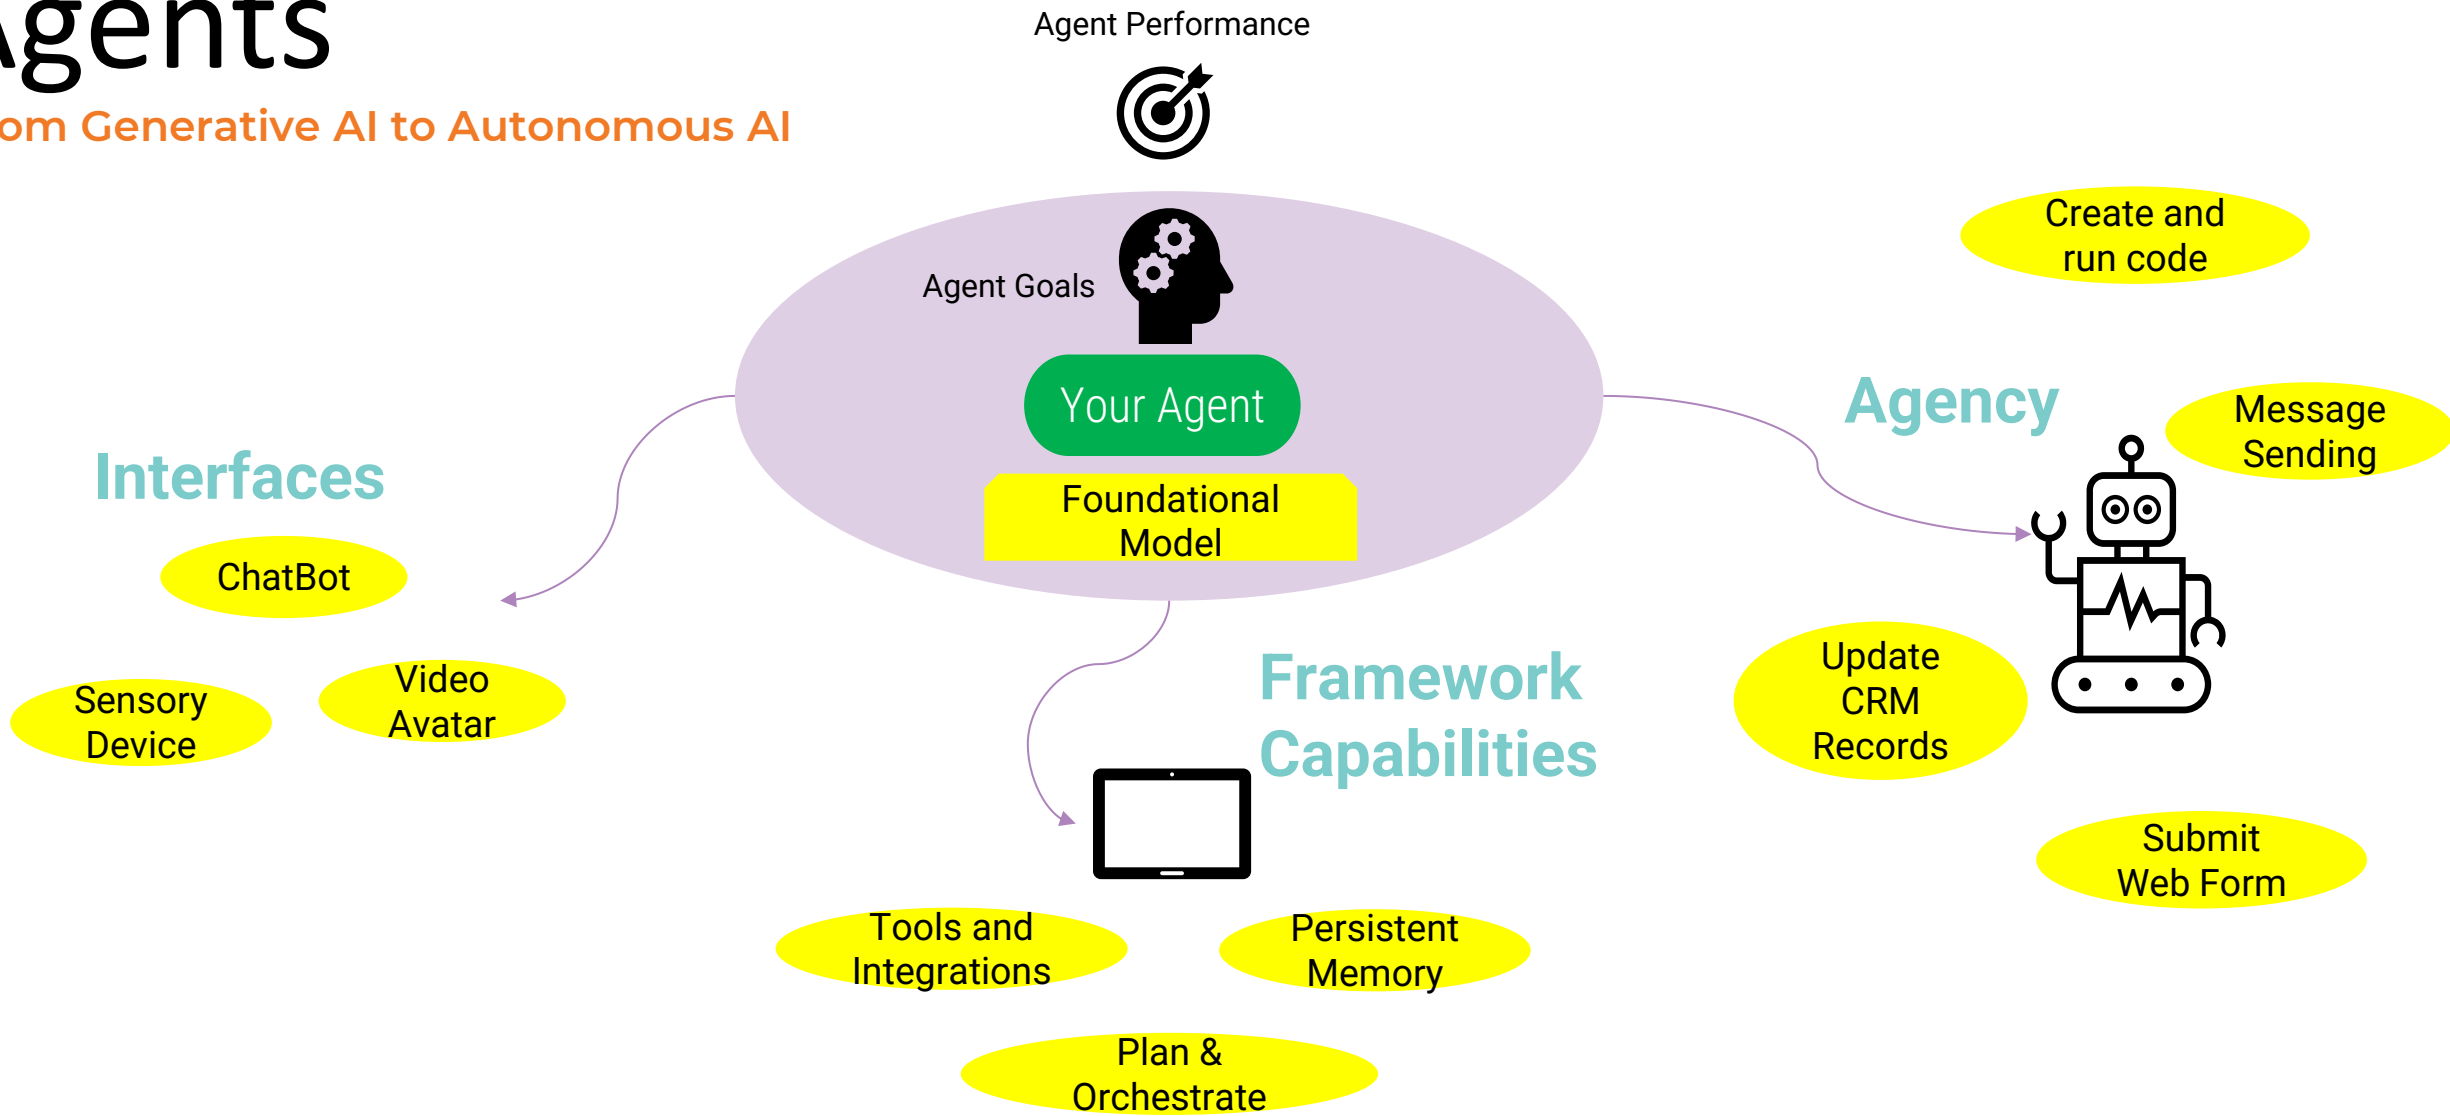 Agents
om Generative AI to Autonomous AI
Agent Performance
Agent Goals
Your Agent
Foundational
Model
Interfaces
ChatBot
Sensory
Device
Video
Avatar
Framework
Capabilities
Tools and
Integrations
Persistent
Memory
Plan &
Orchestrate
Agency
Create and
run code
Message
Sending
Update
CRM
Records
Submit
Web Form